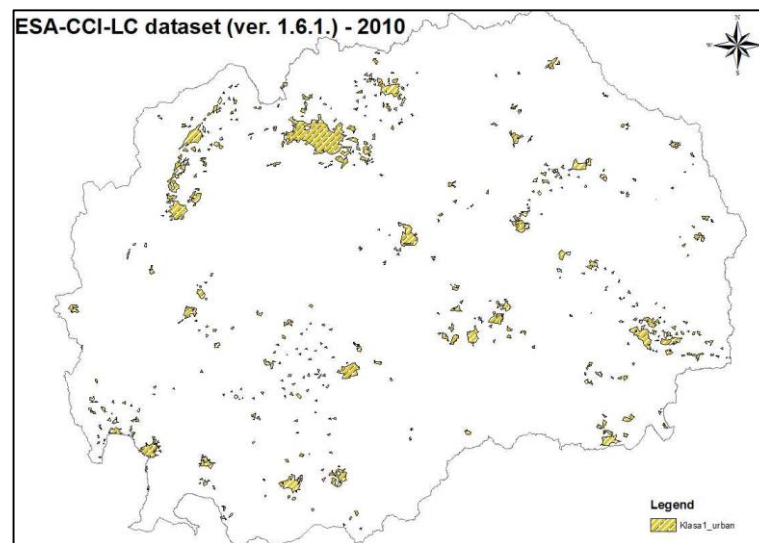 ESA-CCI-LC dataset (ver. 1.6.1.) - 2010
N
W
E
S
Legend
Klasa1_urban